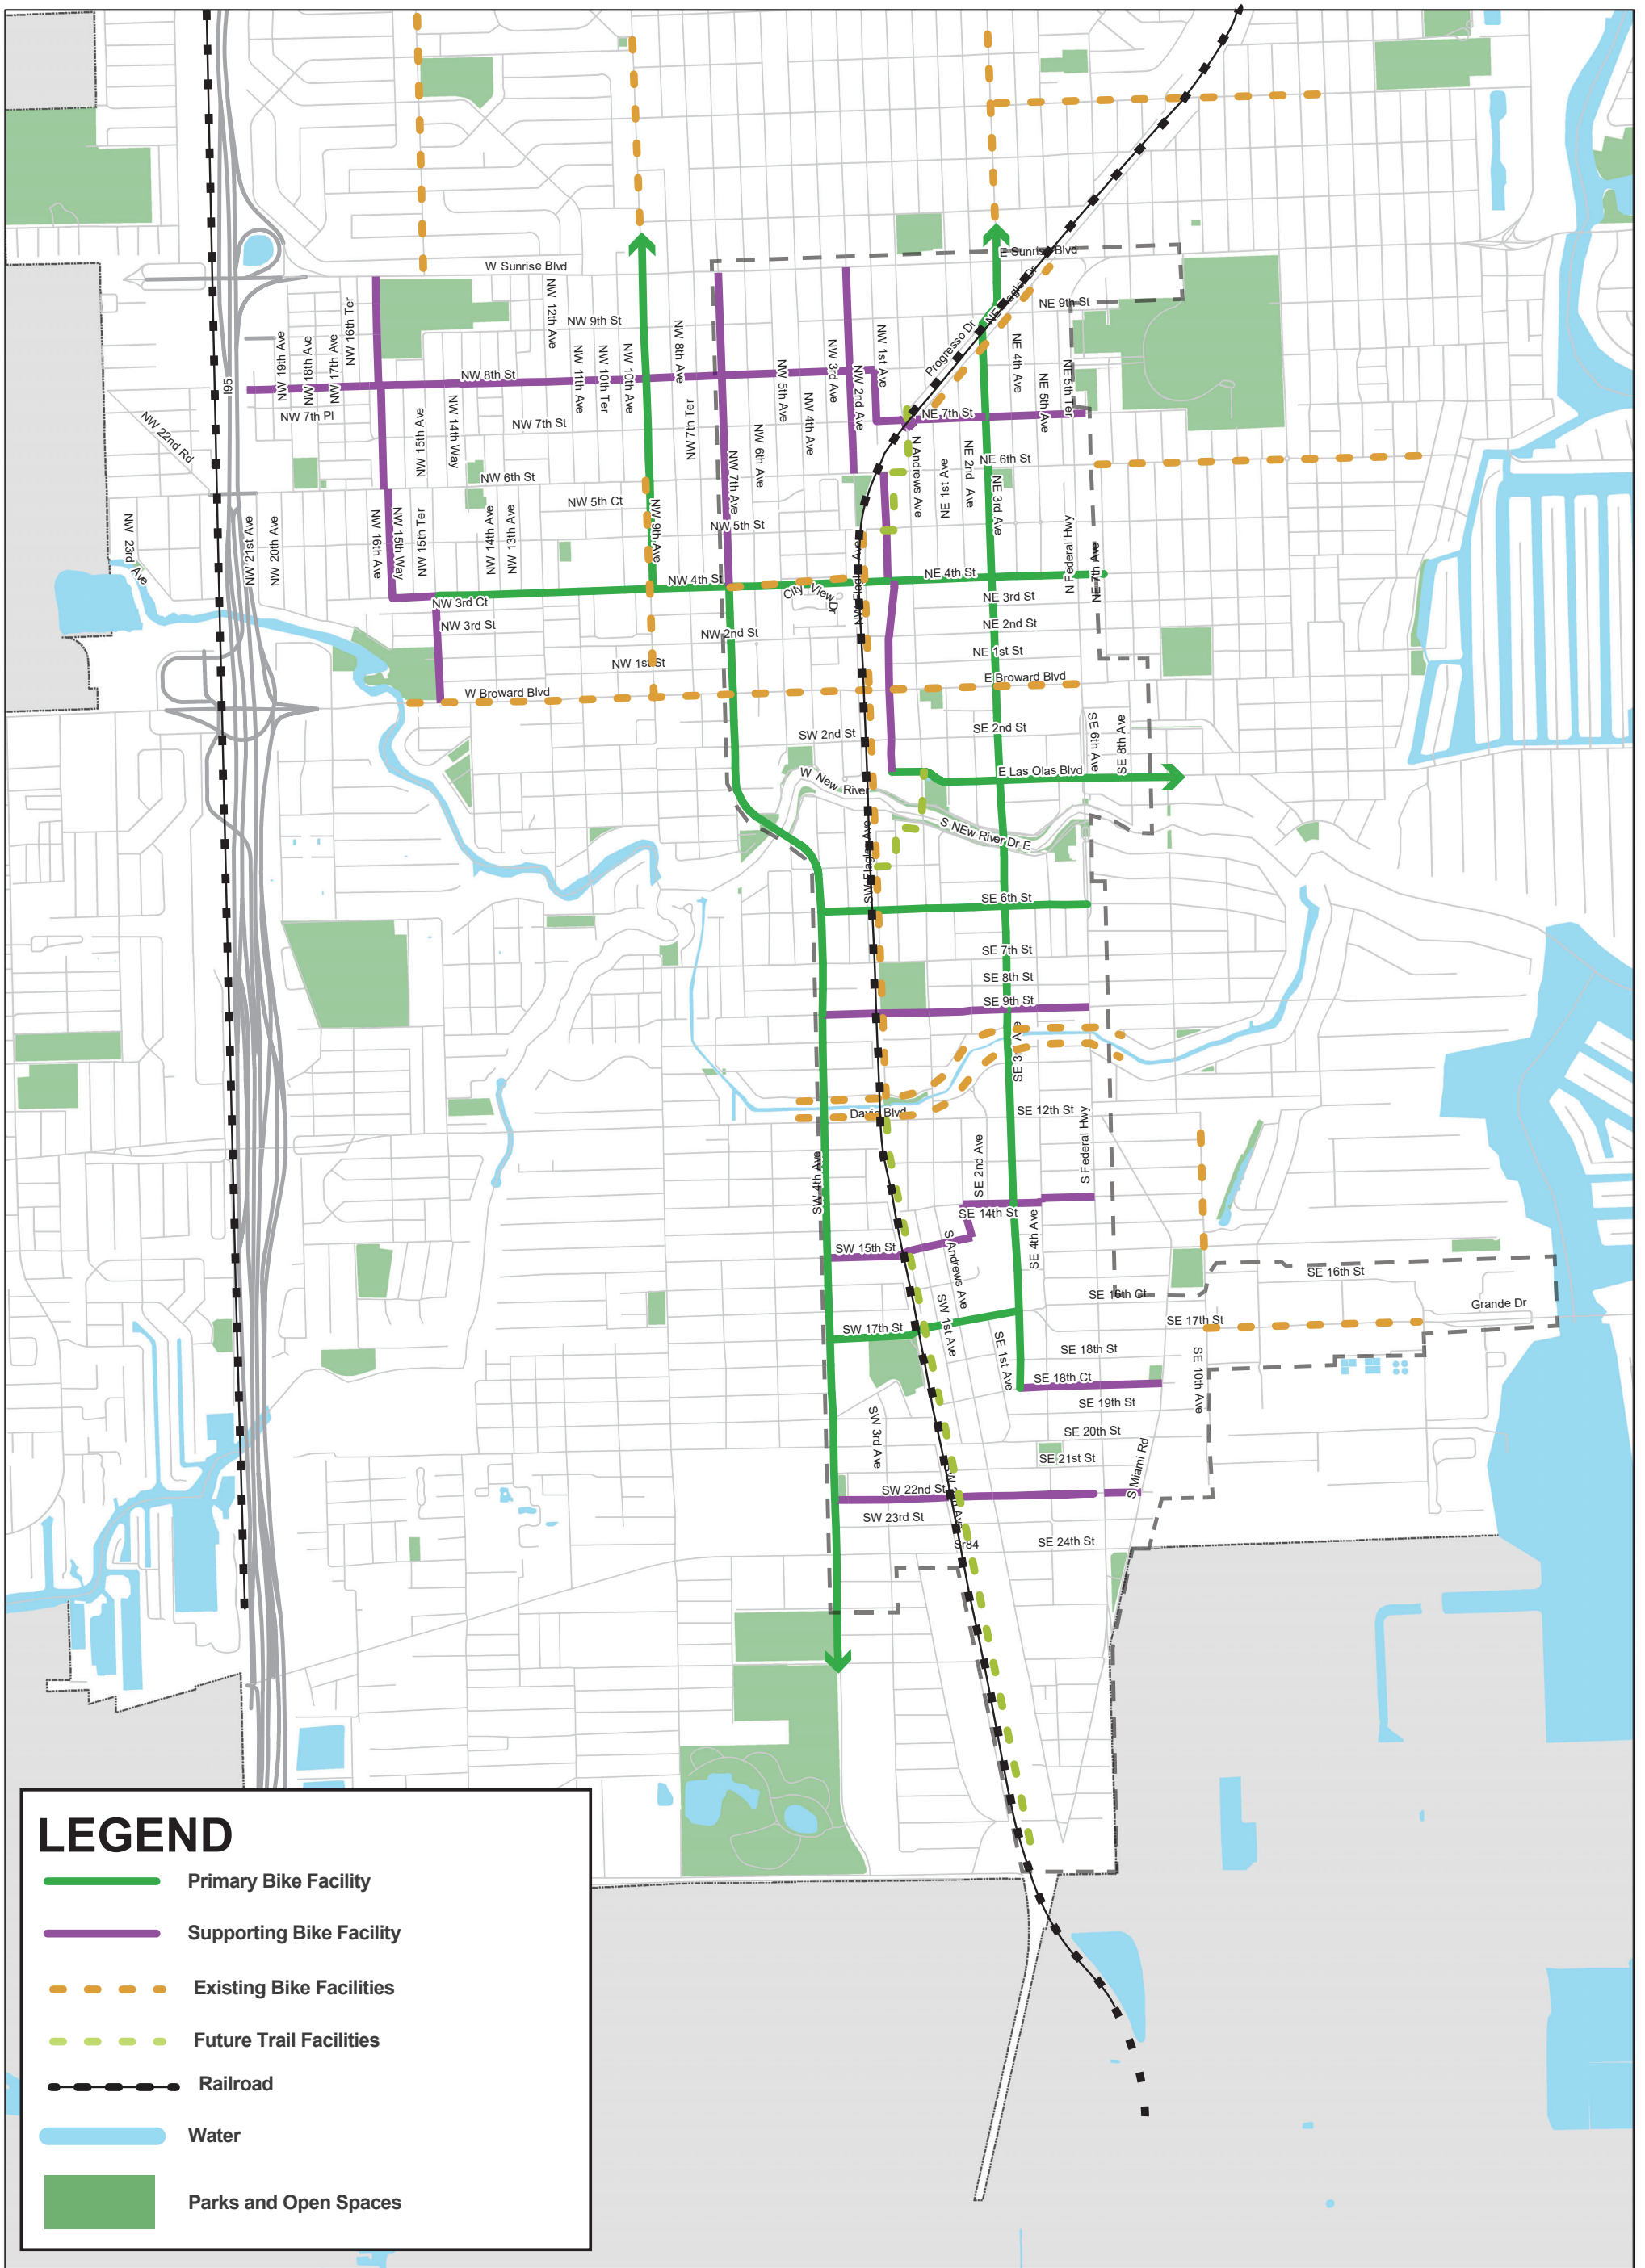 W Sunrise Blvd
E Sunrise Blvd
NE 9th St
NW 12th Ave
NW 9th St
NW 16th Ter
NW 19th Ave
NW 18th Ave
NW 17th Ave
NW 8th Ave
NW 11th Ave
NW 10th Ter
NW 10th Ave
NW 5th Ave
NW 3rd Ave
NW 1st Ave
Progresso Dr
NE 4th Ave
NE 5th Ter
I95
NW 8th St
NW 2nd Ave
NE 5th Ave
NW 4th Ave
NW 22nd Rd
NW 7th Pl
NW 7th St
NW 15th Ave
NW 14th Way
NW 7th Ter
NW 6th Ave
NE 7th St
N Andrews Ave
NE 2nd Ave
NE 1st Ave
NE 6th St
NW 6th St
NW 7th Ave
NW 5th Ct
NW 9th Ave
NW 5th St
NE 3rd Ave
N Federal Hwy
NE 7th Ave
NW 23rd Ave
NW 21st Ave
NW 20th Ave
NW 16th Ave
NW 15th Way
NW 15th Ter
NW 14th Ave
NW 13th Ave
NW 4th St
NE 4th St
City View Dr
NW 3rd Ct
NE 3rd St
NW 3rd St
NW 2nd St
NE 2nd St
NW 1st St
NE 1st St
W Broward Blvd
E Broward Blvd
SW 2nd St
SE 2nd St
SE 6th Ave
SE 8th Ave
W New River
E Las Olas Blvd
S NEw River Dr E
SW Flagler Ave
SE 6th St
SE 7th St
SE 8th St
SE 9th St
SE 3rd Ave
Davie Blvd
SE 12th St
S Federal Hwy
SW 4th Ave
SE 2nd Ave
SE 14th St
SE 4th Ave
SW 15th St
S Andrews Ave
SE 16th St
SE 16th Ct
Grande Dr
SW 17th St
SW 1st Ave
SE 17th St
SE 1st Ave
SE 18th St
SE 10th Ave
SE 18th Ct
SE 19th St
SW 3rd Ave
SE 20th St
SE 21st St
S Miami Rd
SW 22nd St
SW 23rd St
Sr84
SE 24th St
LEGEND
Primary Bike Facility
Supporting Bike Facility
Existing Bike Facilities
Future Trail Facilities
Railroad
Water
Parks and Open Spaces